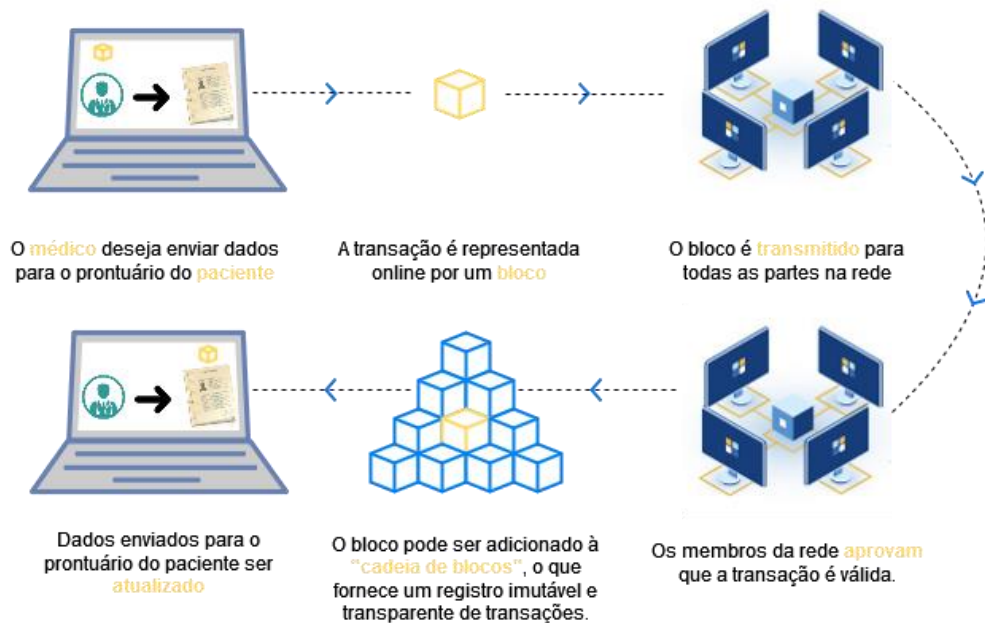 O médico deseja enviar dados
para o prontuário do paciente
A transação é representada
online por um bloco
O bloco é transmitido para
todas as partes na rede
Os membros da rede aprovam
que a transação é válida.
O bloco pode ser adicionado à
"cadeia de blocos", o que
fornece um registro imutável e
transparente de transações.
Dados enviados para o
prontuário do paciente ser
atualizado